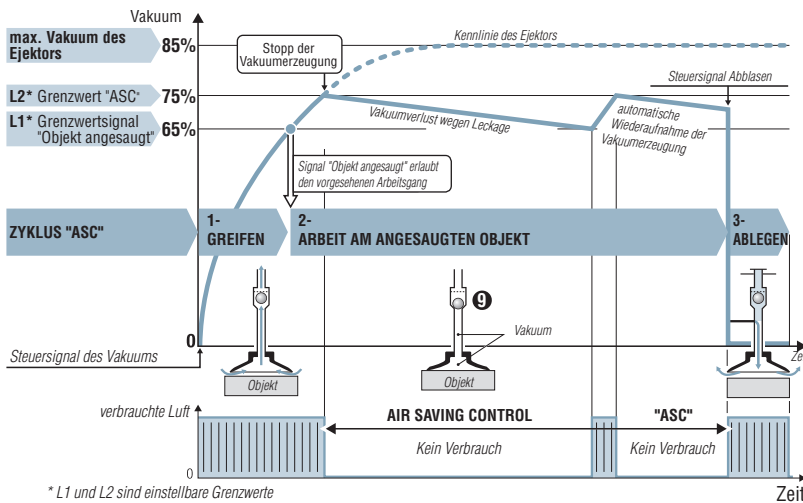 Vakuum
max. Vakuum des
Ejektors
85%
Stopp der
Vakuumerzeugung
Kennlinie des Ejektors
Steuersignal Abblasen
L2* Grenzwert "ASC"
75%
L1* Grenzwertsignal
"Objekt angesaugt"
65%
Vakuumverlust wegen Leckage
automatische
Wiederaufnahme der
Vakuumerzeugung
Signal "Objekt angesaugt" erlaubt
den vorgesehenen Arbeitsgang
ZYKLUS "ASC"
1-
GREIFEN
2-
ARBEIT AM ANGESAUGTEN OBJEKT
3-
ABLEGEN
9
Vakuum
0
Ze
Steuersignal des Vakuums
Objekt
Objekt
verbrauchte Luft
AIR SAVING CONTROL
"ASC"
Kein Verbrauch
Kein Verbrauch
0
* L1 und L2 sind einstellbare Grenzwerte
Zeit